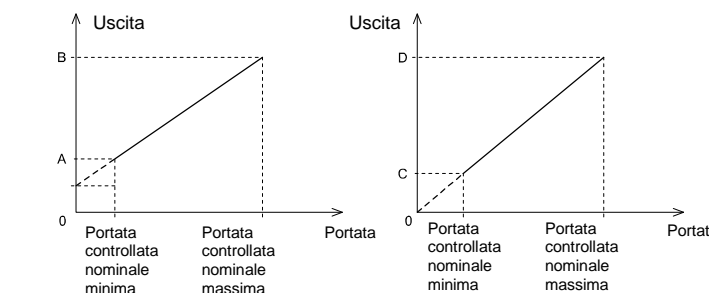 Uscita
B
A
0
Portata
controllata
nominale
minima
Portata
controllata
nominale
massima
Portata
Uscita
D
C
0
Portata
controllata
nominale
minima
Portata
controllata
nominale
massima
Portat